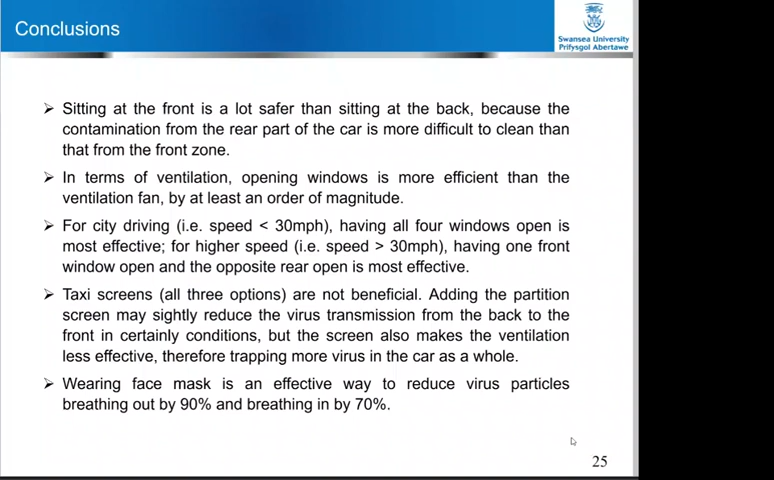 Conclusions
Swansea University
Prifysgol Abertawe
➢ Sitting at the front is a lot safer than sitting at the back, because the
contamination from the rear part of the car is more difficult to clean than
that from the front zone.
➢ In terms of ventilation, opening windows is more efficient than the
ventilation fan, by at least an order of magnitude.
➢ For city driving (i.e. speed < 30mph), having all four windows open is
most effective; for higher speed (i.e. speed > 30mph), having one front
window open and the opposite rear open is most effective.
➢ Taxi screens (all three options) are not beneficial. Adding the partition
screen may sightly reduce the virus transmission from the back to the
front in certainly conditions, but the screen also makes the ventilation
less effective, therefore trapping more virus in the car as a whole.
➢ Wearing face mask is an effective way to reduce virus particles
breathing out by 90% and breathing in by 70%.
25